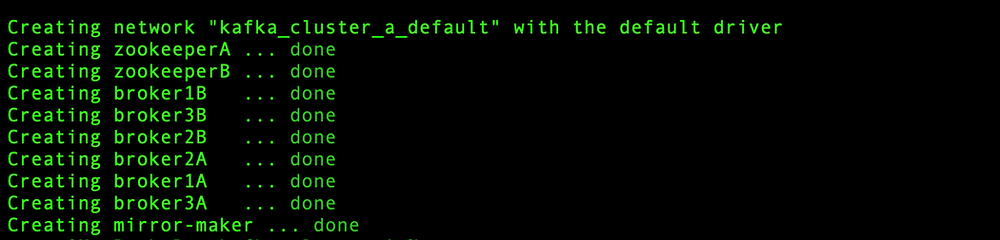 Creating network "kafka_cluster_a_default" with the default driver
Creating zookeeperA ... done
Creating zookeeperB ... done
Creating broker1B   ... done
Creating broker3B   ... done
Creating broker2B   ... done
Creating broker2A   ... done
Creating broker1A   ... done
Creating broker3A   ... done
Creating mirror-maker ... done